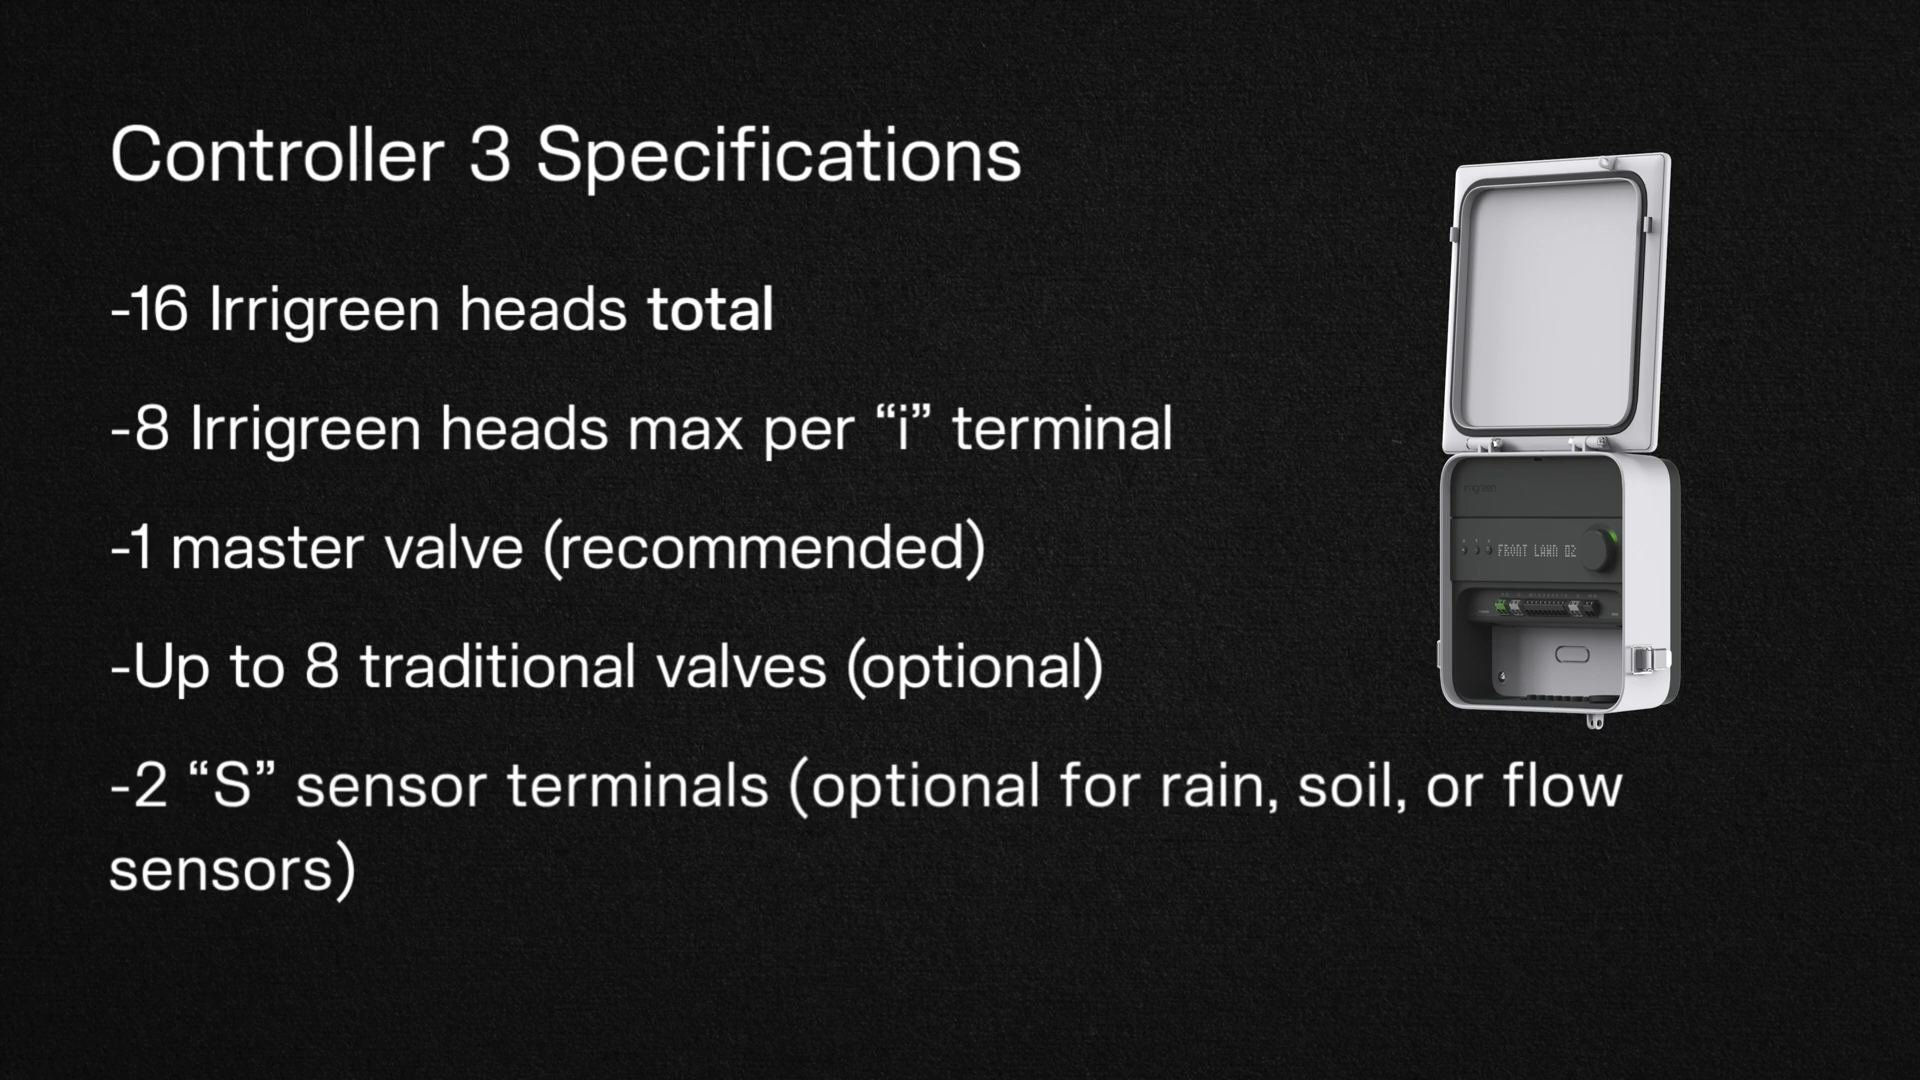 Controller 3 Specifications
-16 Irrigreen heads total
-8 Irrigreen heads max per “i” terminal
-1 master valve (recommended)
-Up to 8 traditional valves (optional)
-2 “S” sensor terminals (optional for rain, soil, or flow
sensors)
irrigreen
FRONT LAWN 02